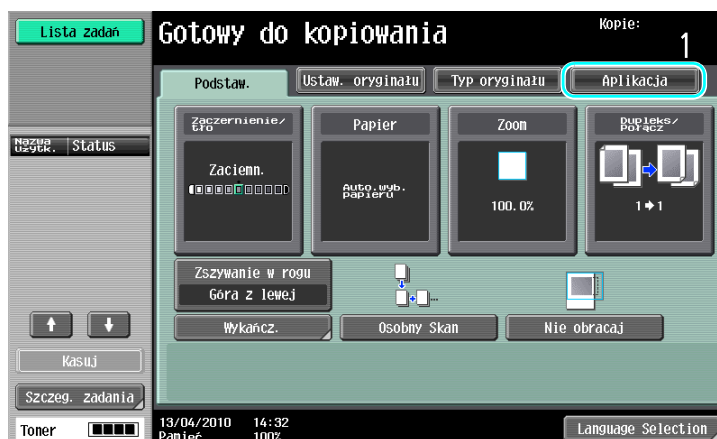 Lista zadań
Gotowy do kopiowania
Kopie:
1
Podstaw.
Ustaw. oryginału
Typ oryginału
Aplikacja
Nazwa użytk.
Status
Zaczernienie/
tło
Papier
Zoom
Dupleks/
Połącz
Zaciemn.
Auto.wyb.
papieru
100.0%
1→1
Zszywanie w rogu
Góra z lewej
Wykańcz.
Osobny Skan
Nie obracaj
Kasuj
Szczeg. zadania
Toner
13/04/2010 14:32
Pamięć 100%
Language Selection